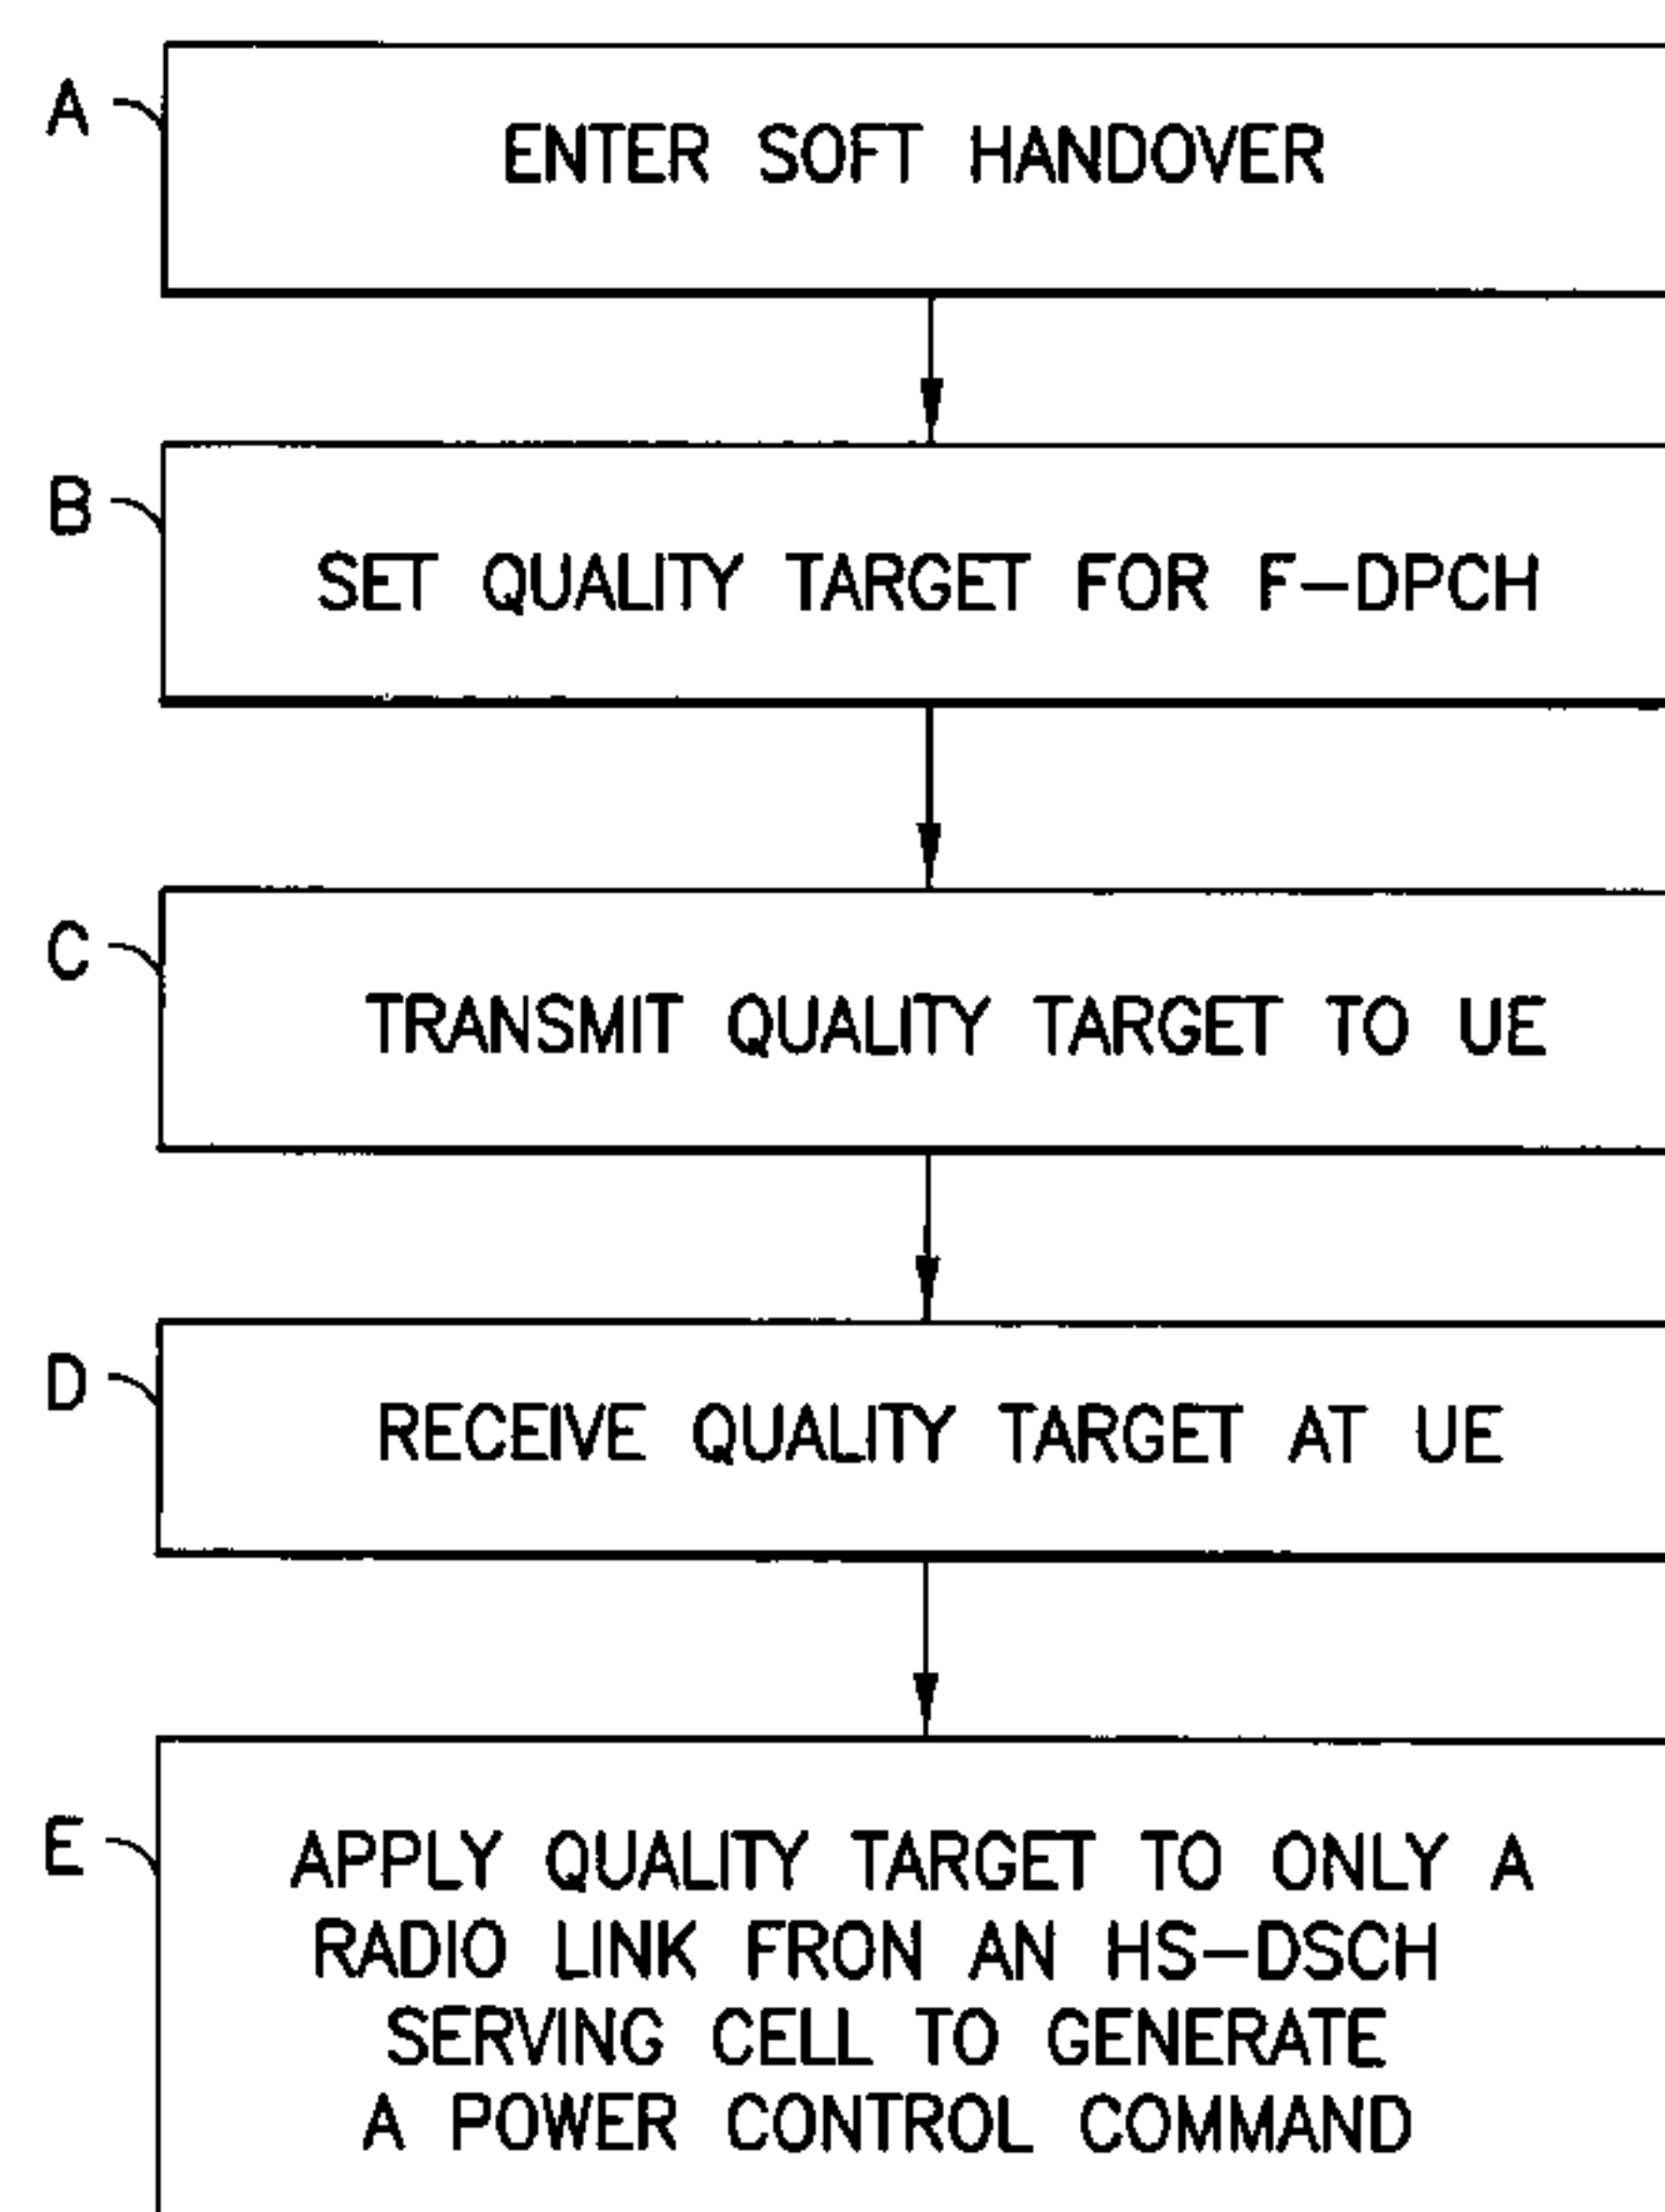 A
ENTER SOFT HANDOVER
B
SET QUALITY TARGET FOR F-DPCH
C
TRANSMIT QUALITY TARGET TO UE
D
RECEIVE QUALITY TARGET AT UE
E
APPLY QUALITY TARGET TO ONLY A
RADIO LINK FRON AN HS-DSCH
SERVING CELL TO GENERATE
A POWER CONTROL COMMAND